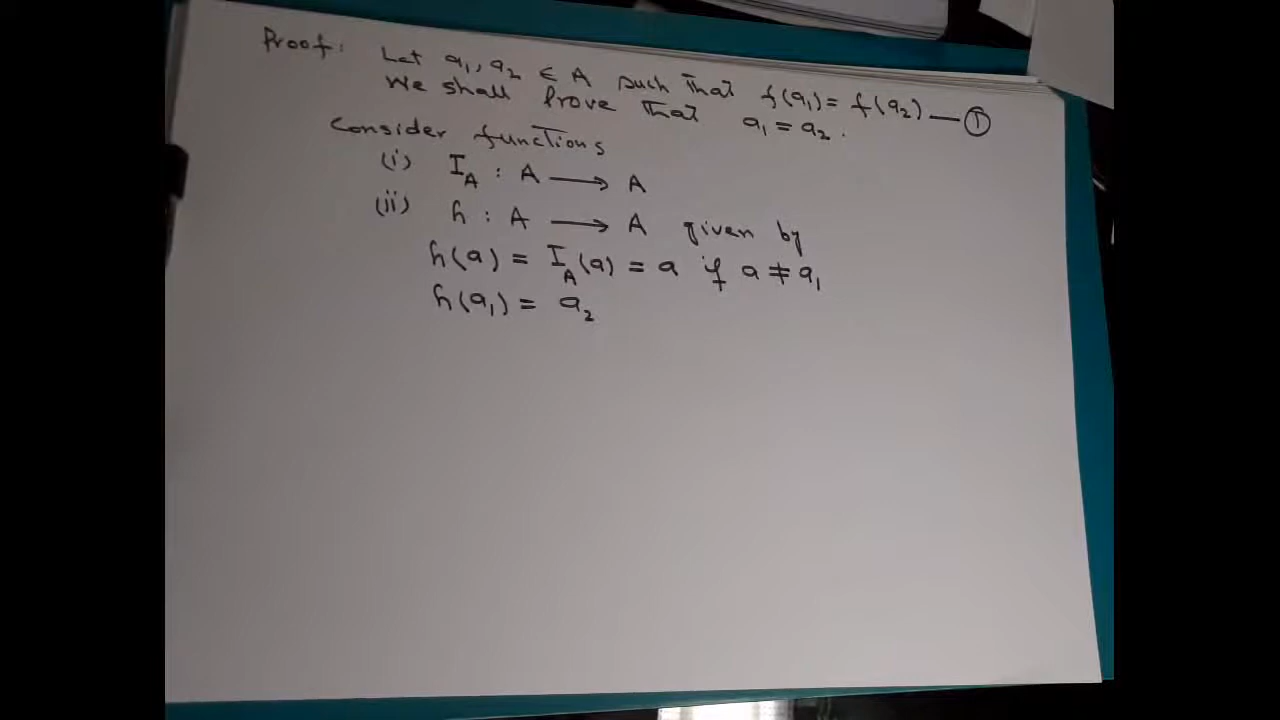 Proof: Let a₁, a₂ ∈ A such that f(a₁) = f(a₂) — ①
We shall prove that a₁ = a₂.
Consider functions
(i) I_A : A ⟶ A
(ii) h : A ⟶ A given by
h(a) = I_A(a) = a if a ≠ a₁
h(a₁) = a₂